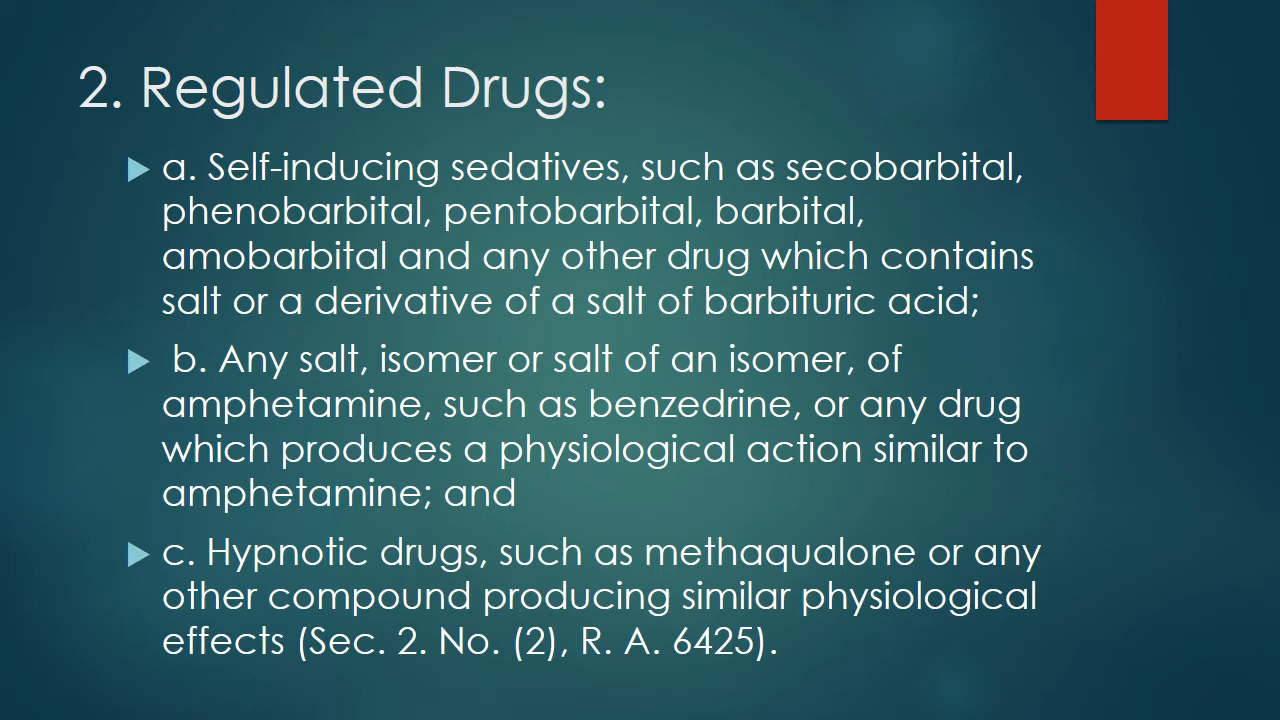 2. Regulated Drugs:
a. Self-inducing sedatives, such as secobarbital,
phenobarbital, pentobarbital, barbital,
amobarbital and any other drug which contains
salt or a derivative of a salt of barbituric acid;
b. Any salt, isomer or salt of an isomer, of
amphetamine, such as benzedrine, or any drug
which produces a physiological action similar to
amphetamine; and
c. Hypnotic drugs, such as methaqualone or any
other compound producing similar physiological
effects (Sec. 2. No. (2), R. A. 6425).